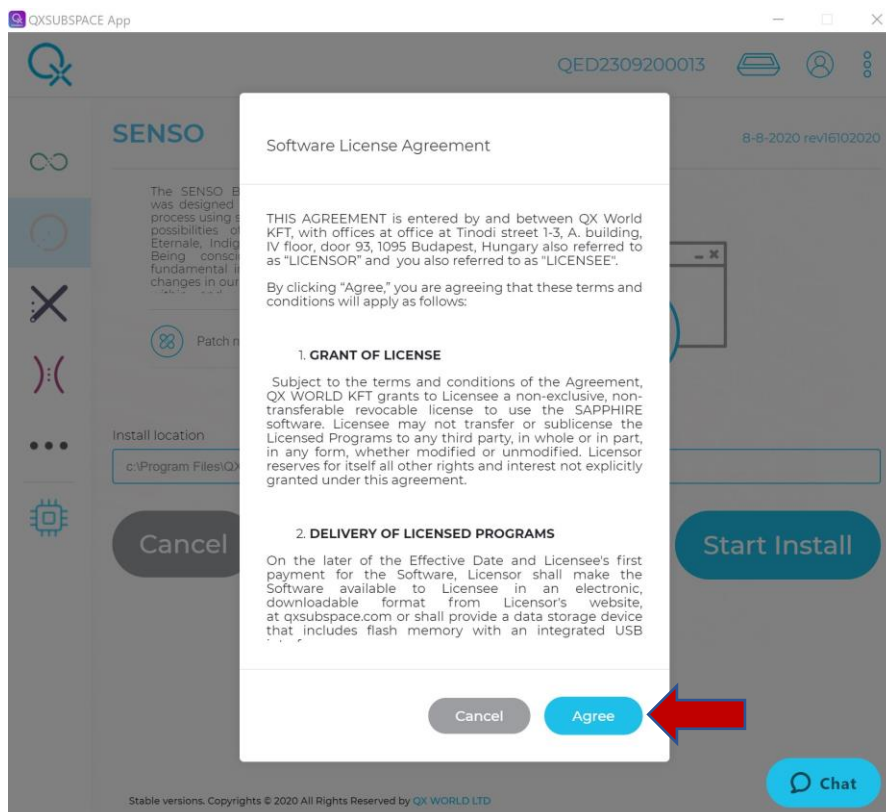 QXSUBSPACE App
QED2309200013
SENSO
8-8-2020 rev16102020
The SENSO B
was designed
process using s
possibilities of
Eternale, Indig
Being consci
fundamental i
changes in our
Patch n
Install location
c:\Program Files\QX
Cancel
Start Install
Software License Agreement
THIS AGREEMENT is entered by and between QX World
KFT, with offices at office at Tinodi street 1-3, A. building,
IV floor, door 93, 1095 Budapest, Hungary also referred to
as “LICENSOR” and you also referred to as "LICENSEE".
By clicking “Agree,” you are agreeing that these terms and
conditions will apply as follows:
1. GRANT OF LICENSE
Subject to the terms and conditions of the Agreement,
QX WORLD KFT grants to Licensee a non-exclusive, non-
transferable revocable license to use the SAPPHIRE
software. Licensee may not transfer or sublicense the
Licensed Programs to any third party, in whole or in part,
in any form, whether modified or unmodified. Licensor
reserves for itself all other rights and interest not explicitly
granted under this agreement.
2. DELIVERY OF LICENSED PROGRAMS
On the later of the Effective Date and Licensee's first
payment for the Software, Licensor shall make the
Software available to Licensee in an electronic,
downloadable format from Licensor's website,
at qxsubspace.com or shall provide a data storage device
that includes flash memory with an integrated USB
Cancel
Agree
Chat
Stable versions. Copyrights © 2020 All Rights Reserved by QX WORLD LTD